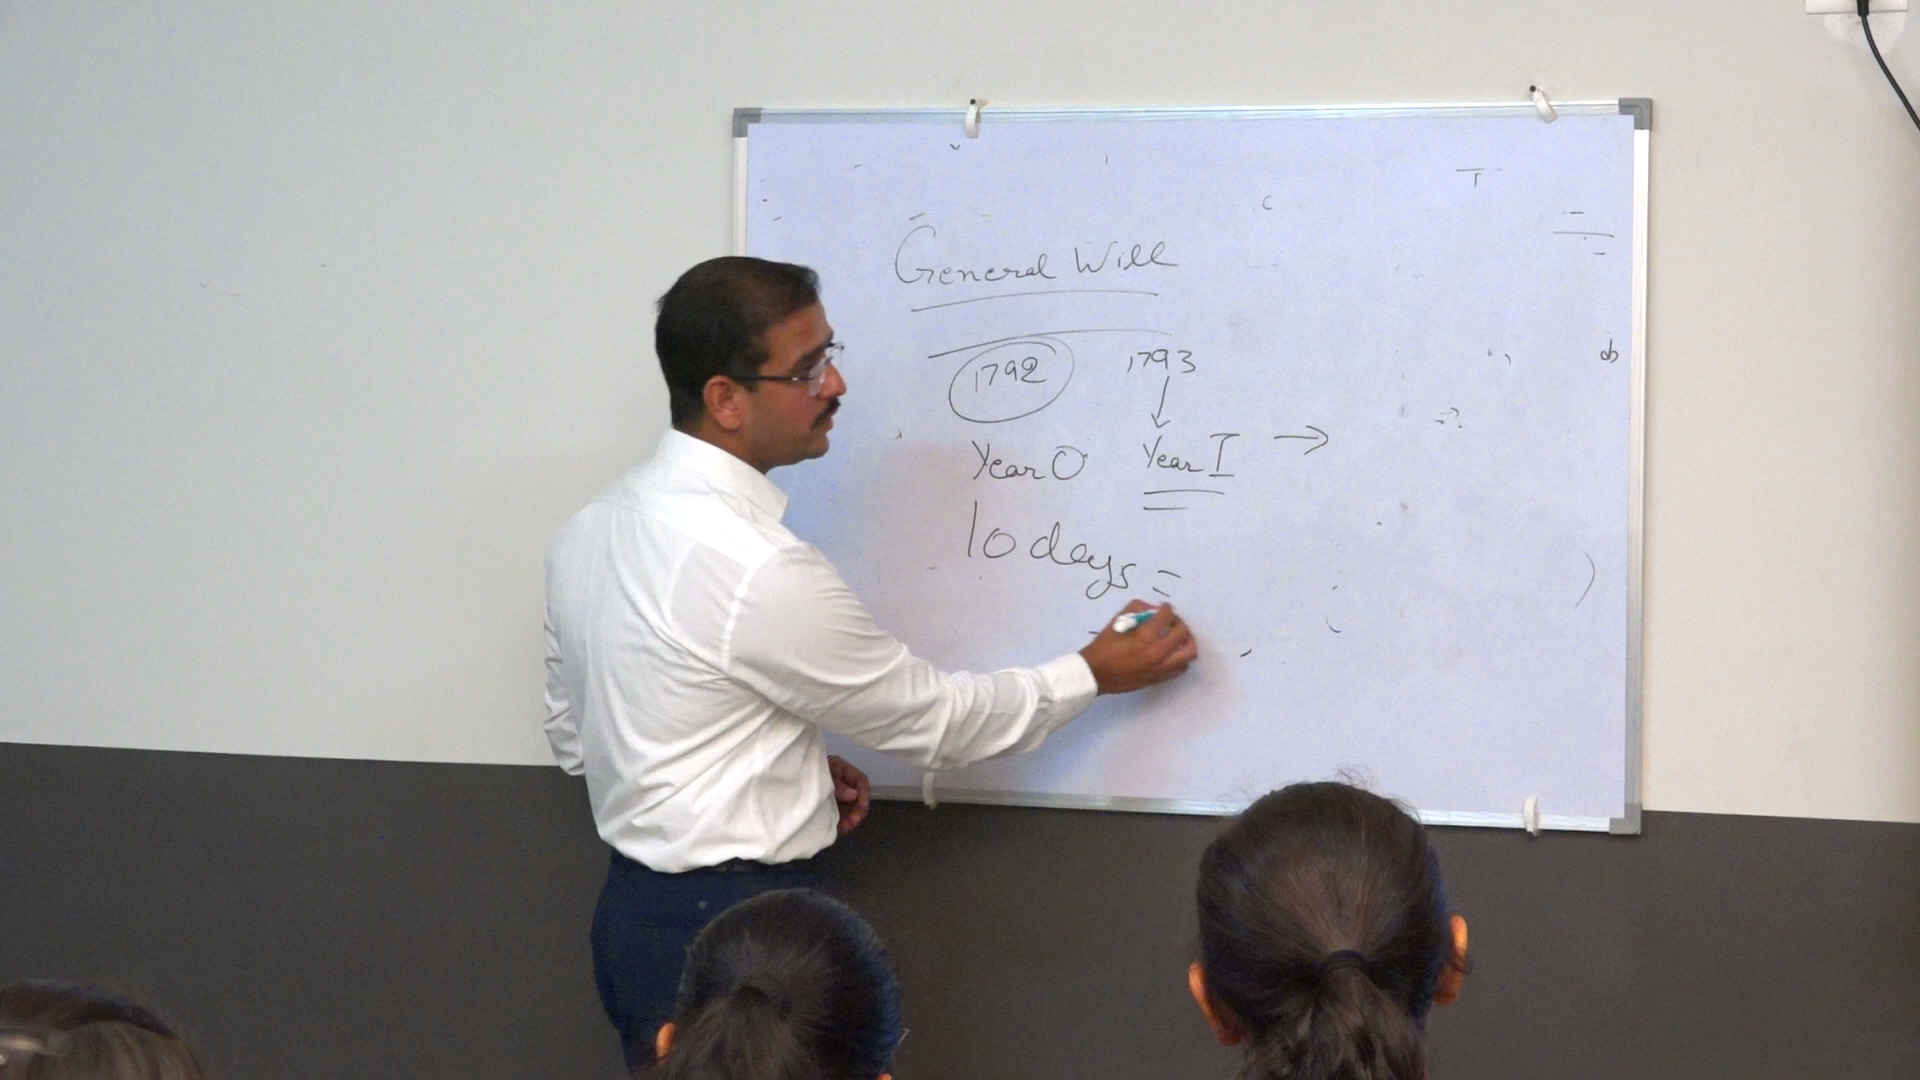 General Will
1792 1793
Year 0 Year I →
10 days =